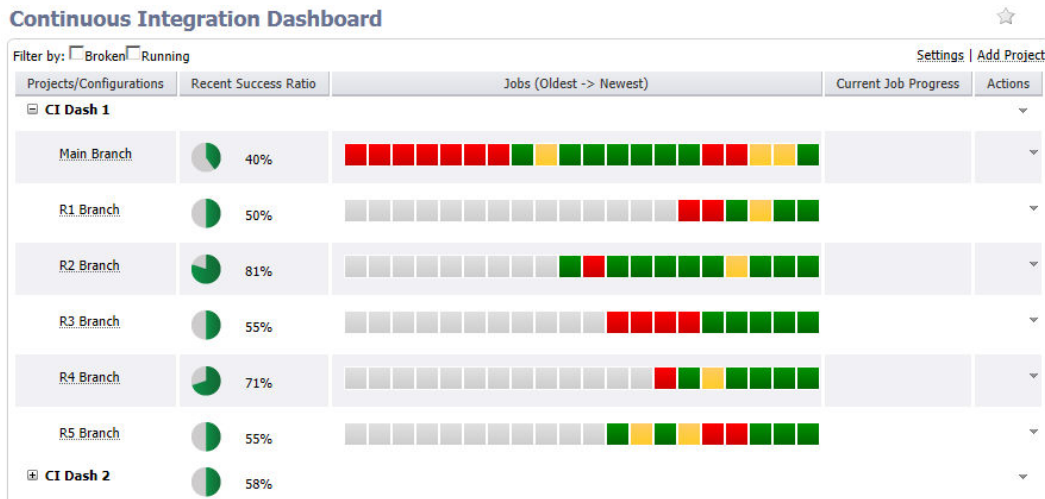 Continuous Integration Dashboard
Filter by: Broken Running Settings | Add Project
Projects/Configurations Recent Success Ratio Jobs (Oldest -> Newest) Current Job Progress Actions
CI Dash 1
Main Branch 40%
R1 Branch 50%
R2 Branch 81%
R3 Branch 55%
R4 Branch 71%
R5 Branch 55%
CI Dash 2 58%